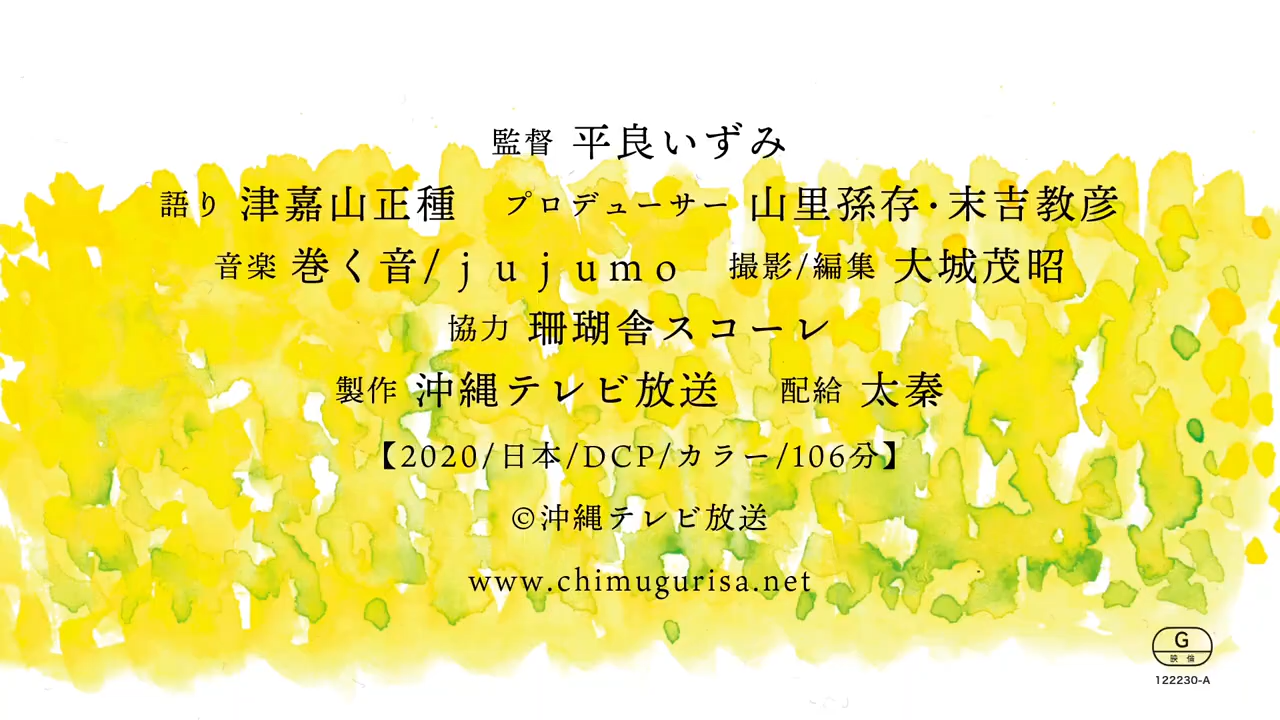 監督 平良いずみ
語り 津嘉山正種 プロデューサー 山里孫存・末吉教彦
音楽 巻く音/jujumo 撮影/編集 大城茂昭
協力 珊瑚舎スコーレ
製作 沖縄テレビ放送 配給 太秦
【2020/日本/DCP/カラー/106分】
©沖縄テレビ放送
www.chimugurisa.net
G
映倫
122230-A